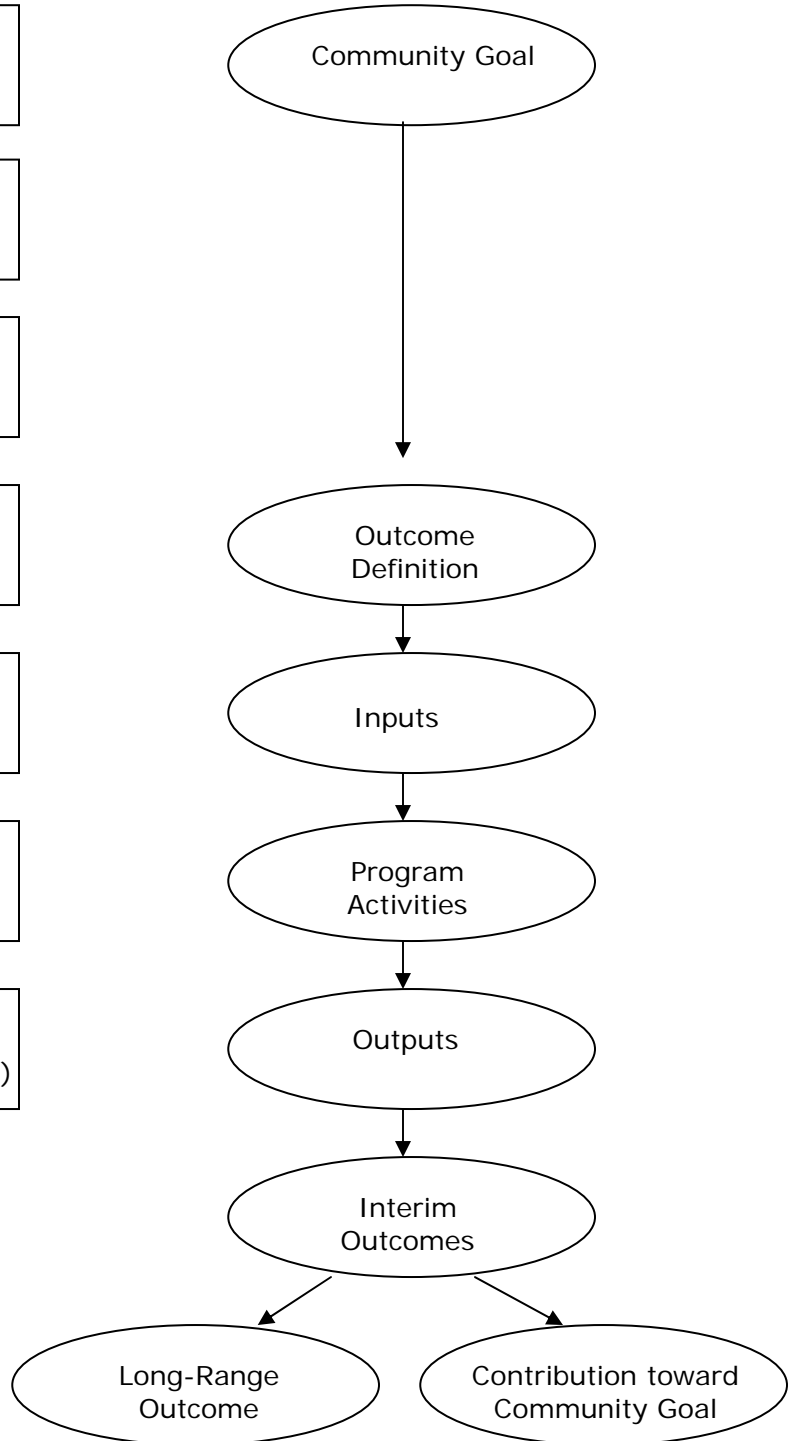 Community Goal
Outcome
Definition
Inputs
Program
Activities
Outputs
)
Interim
Outcomes
Long-Range
Outcome
Contribution toward
Community Goal